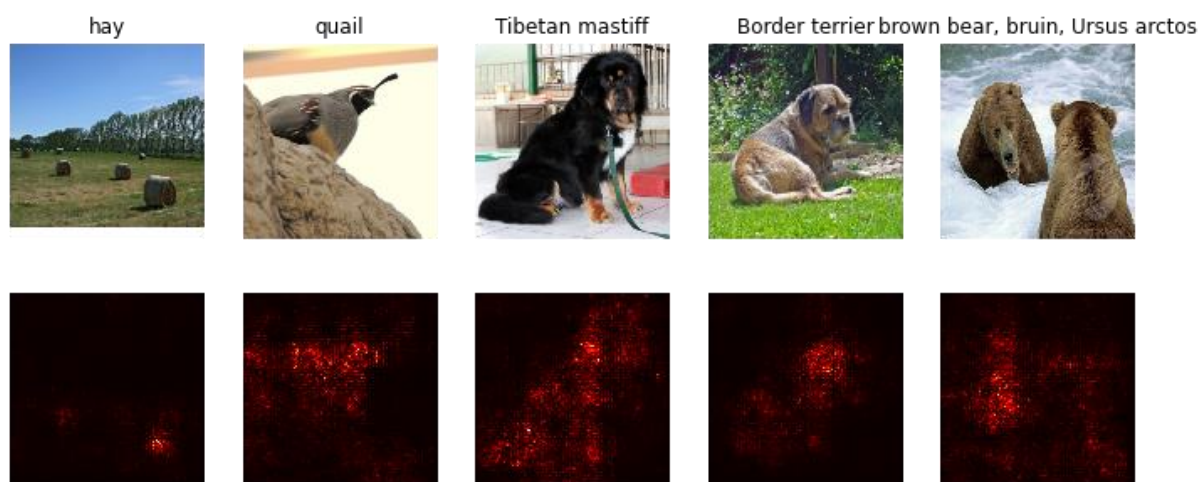 hay
quail
Tibetan mastiff
Border terrier
brown bear, bruin, Ursus arctos